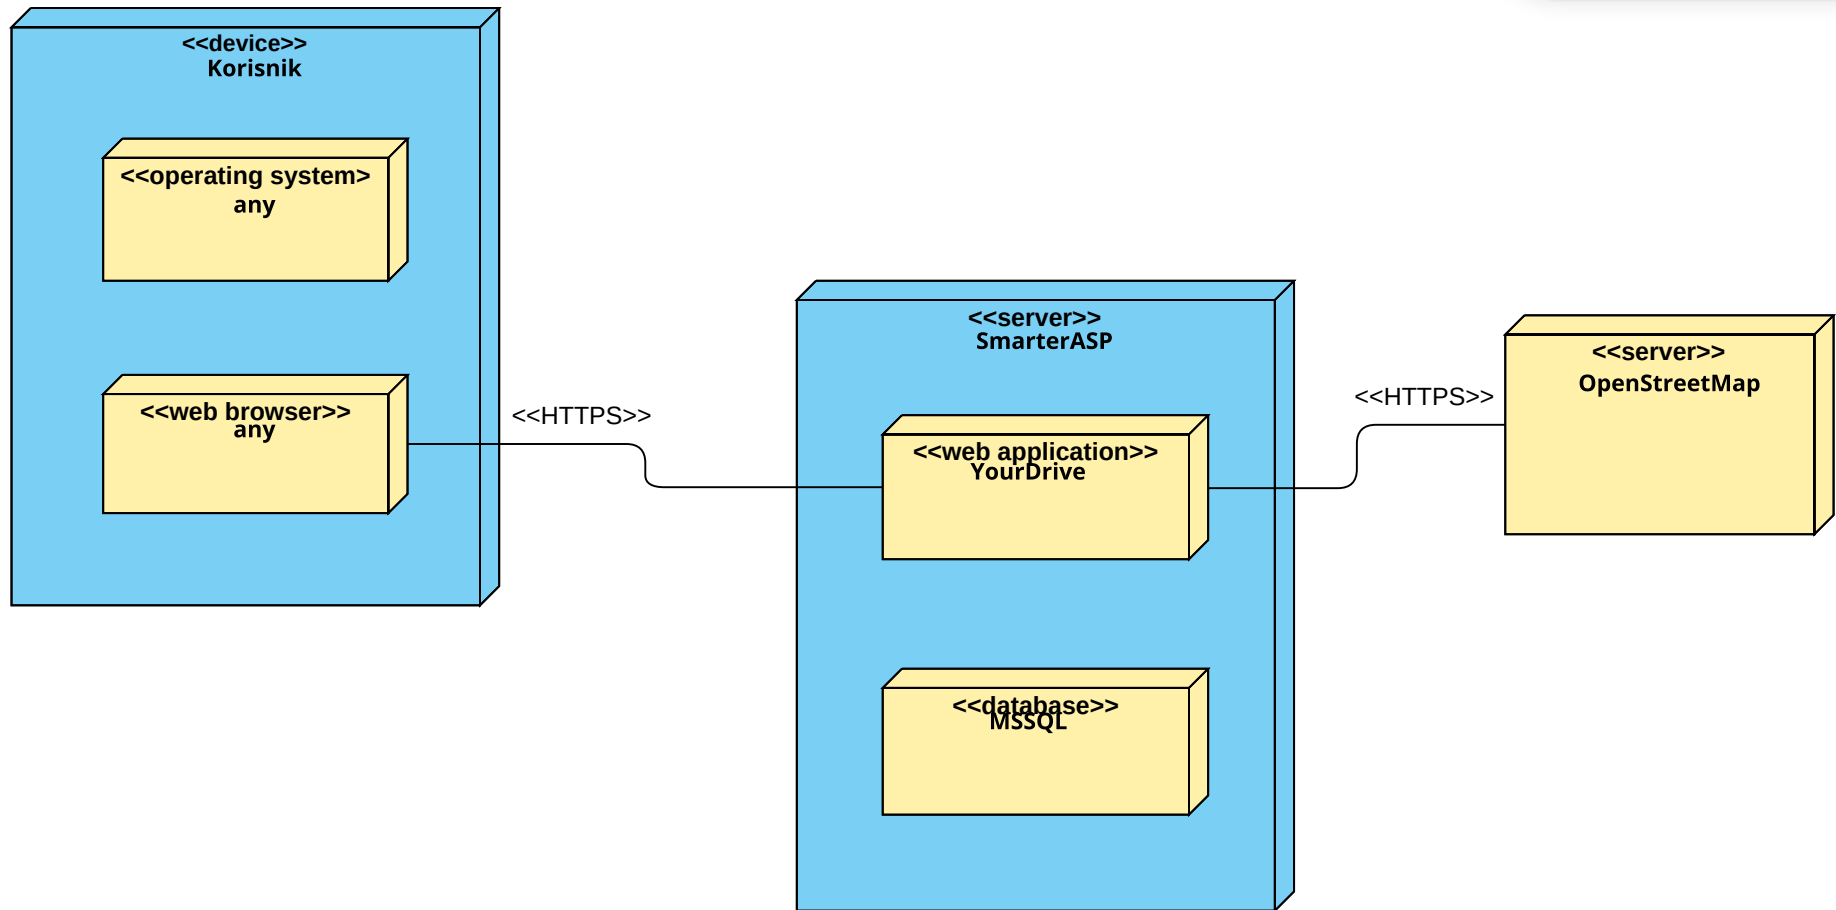 <<device>>
Korisnik
<<operating system>
any
<<web browser>>
any
<<HTTPS>>
<<server>>
SmarterASP
<<web application>>
YourDrive
<<database>>
MSSQL
<<HTTPS>>
<<server>>
OpenStreetMap